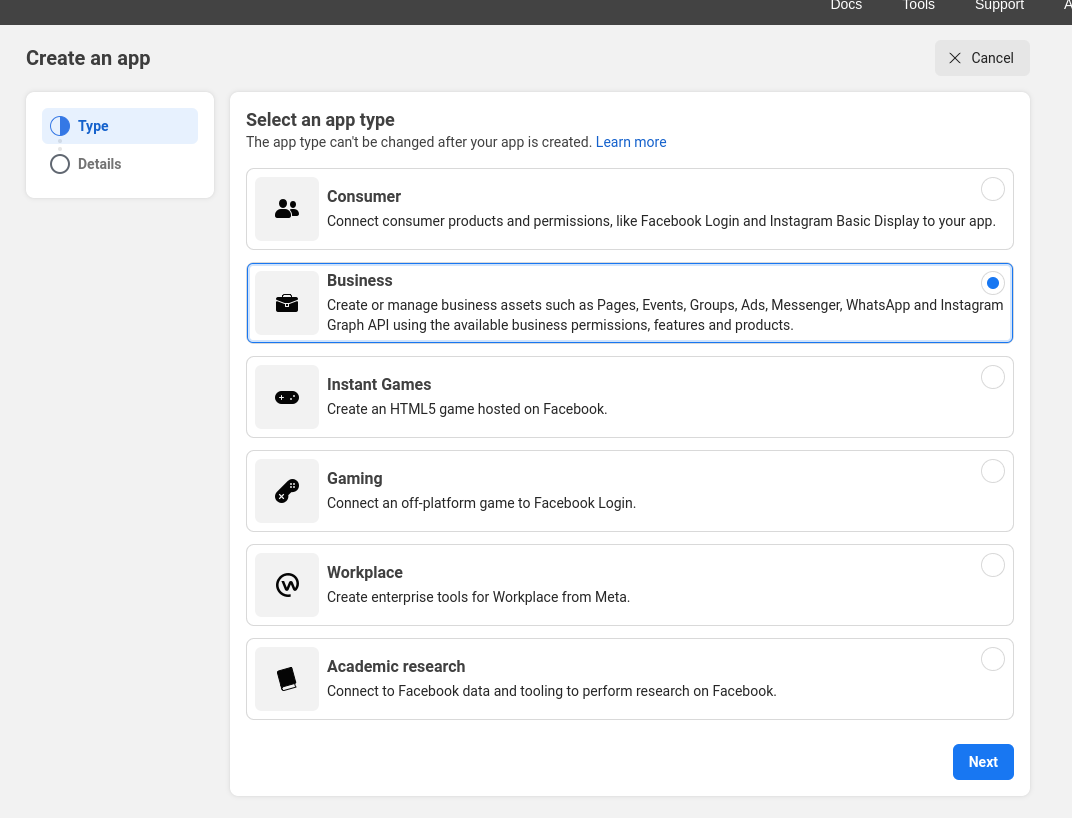 Docs Tools Support
Create an app
Cancel
Type
Details
Select an app type
The app type can't be changed after your app is created. Learn more
Consumer
Connect consumer products and permissions, like Facebook Login and Instagram Basic Display to your app.
Business
Create or manage business assets such as Pages, Events, Groups, Ads, Messenger, WhatsApp and Instagram
Graph API using the available business permissions, features and products.
Instant Games
Create an HTML5 game hosted on Facebook.
Gaming
Connect an off-platform game to Facebook Login.
Workplace
Create enterprise tools for Workplace from Meta.
Academic research
Connect to Facebook data and tooling to perform research on Facebook.
Next